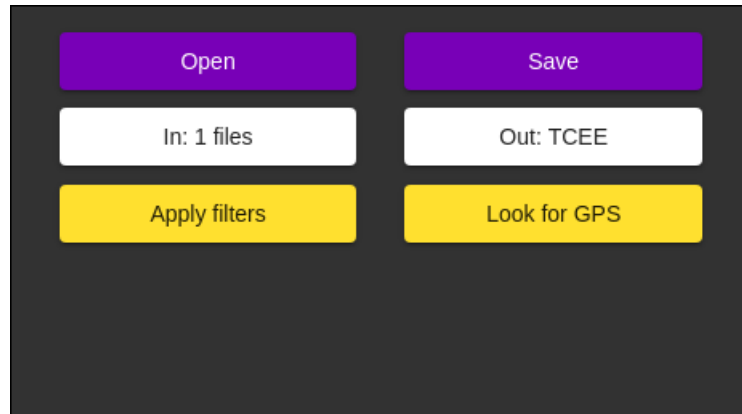 Open
Save
In: 1 files
Out: TCEE
Apply filters
Look for GPS